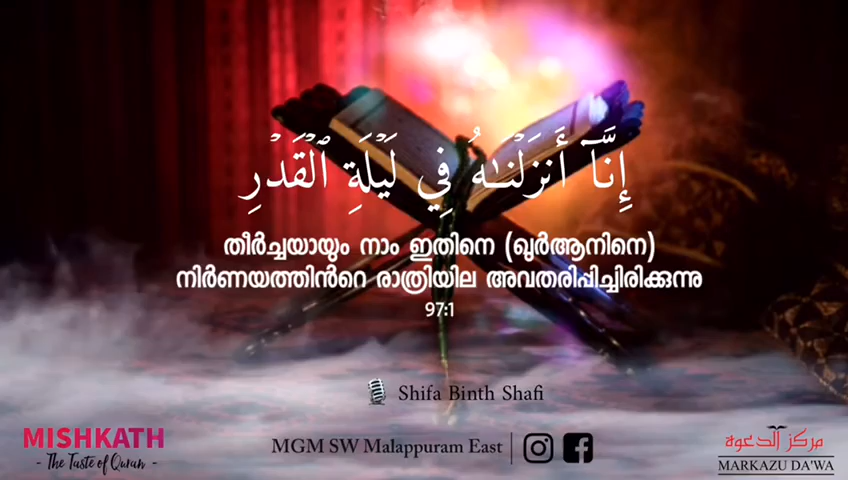 إِنَّآ أَنزَلْنَـٰهُ فِي لَيْلَةِ ٱلْقَدْرِ
തീർച്ചയായും നാം ഇതിനെ (ഖുർആനിനെ)
നിർണയത്തിൻറെ രാത്രിയില അവതരിപ്പിച്ചിരിക്കുന്നു
97:1
Shifa Binth Shafi
MISHKATH
- The Taste of Quran -
MGM SW Malappuram East
مركز الدعوة
MARKAZU DA'WA